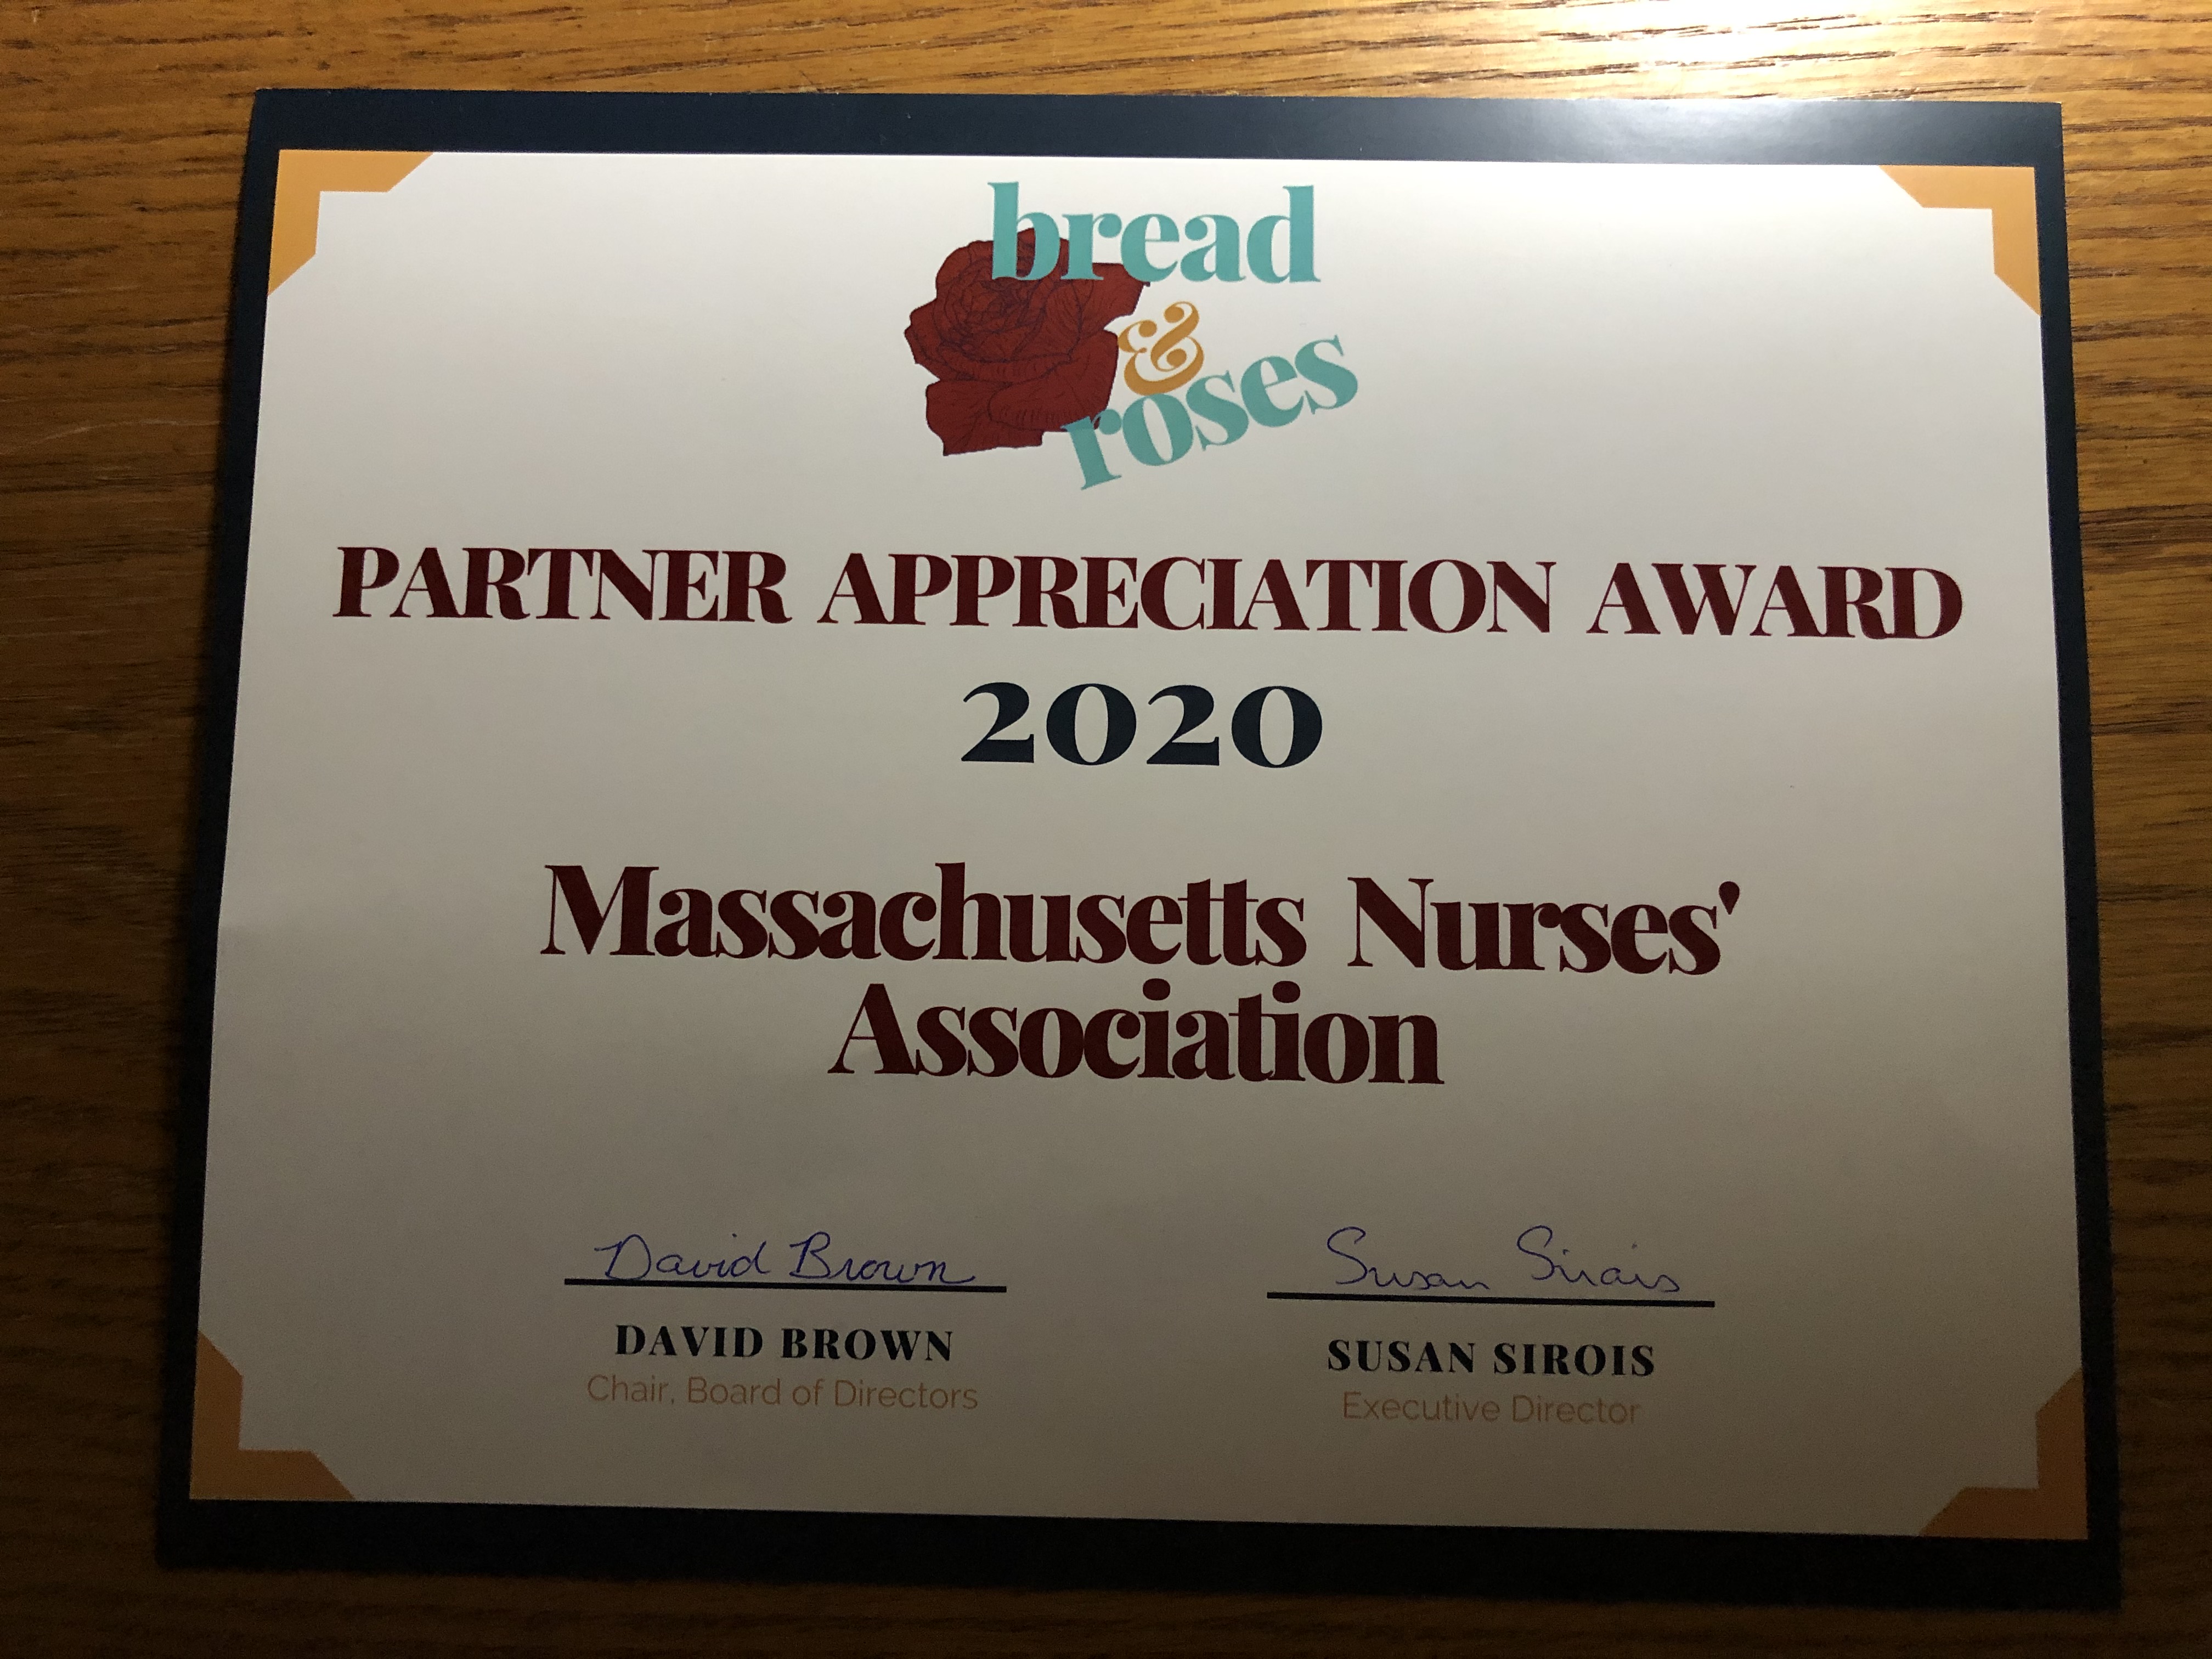 bread
&
roses
PARTNER APPRECIATION AWARD
2020
Massachusetts Nurses'
Association
David Brown
Susan Sirois
DAVID BROWN
SUSAN SIROIS
Chair, Board of Directors
Executive Director